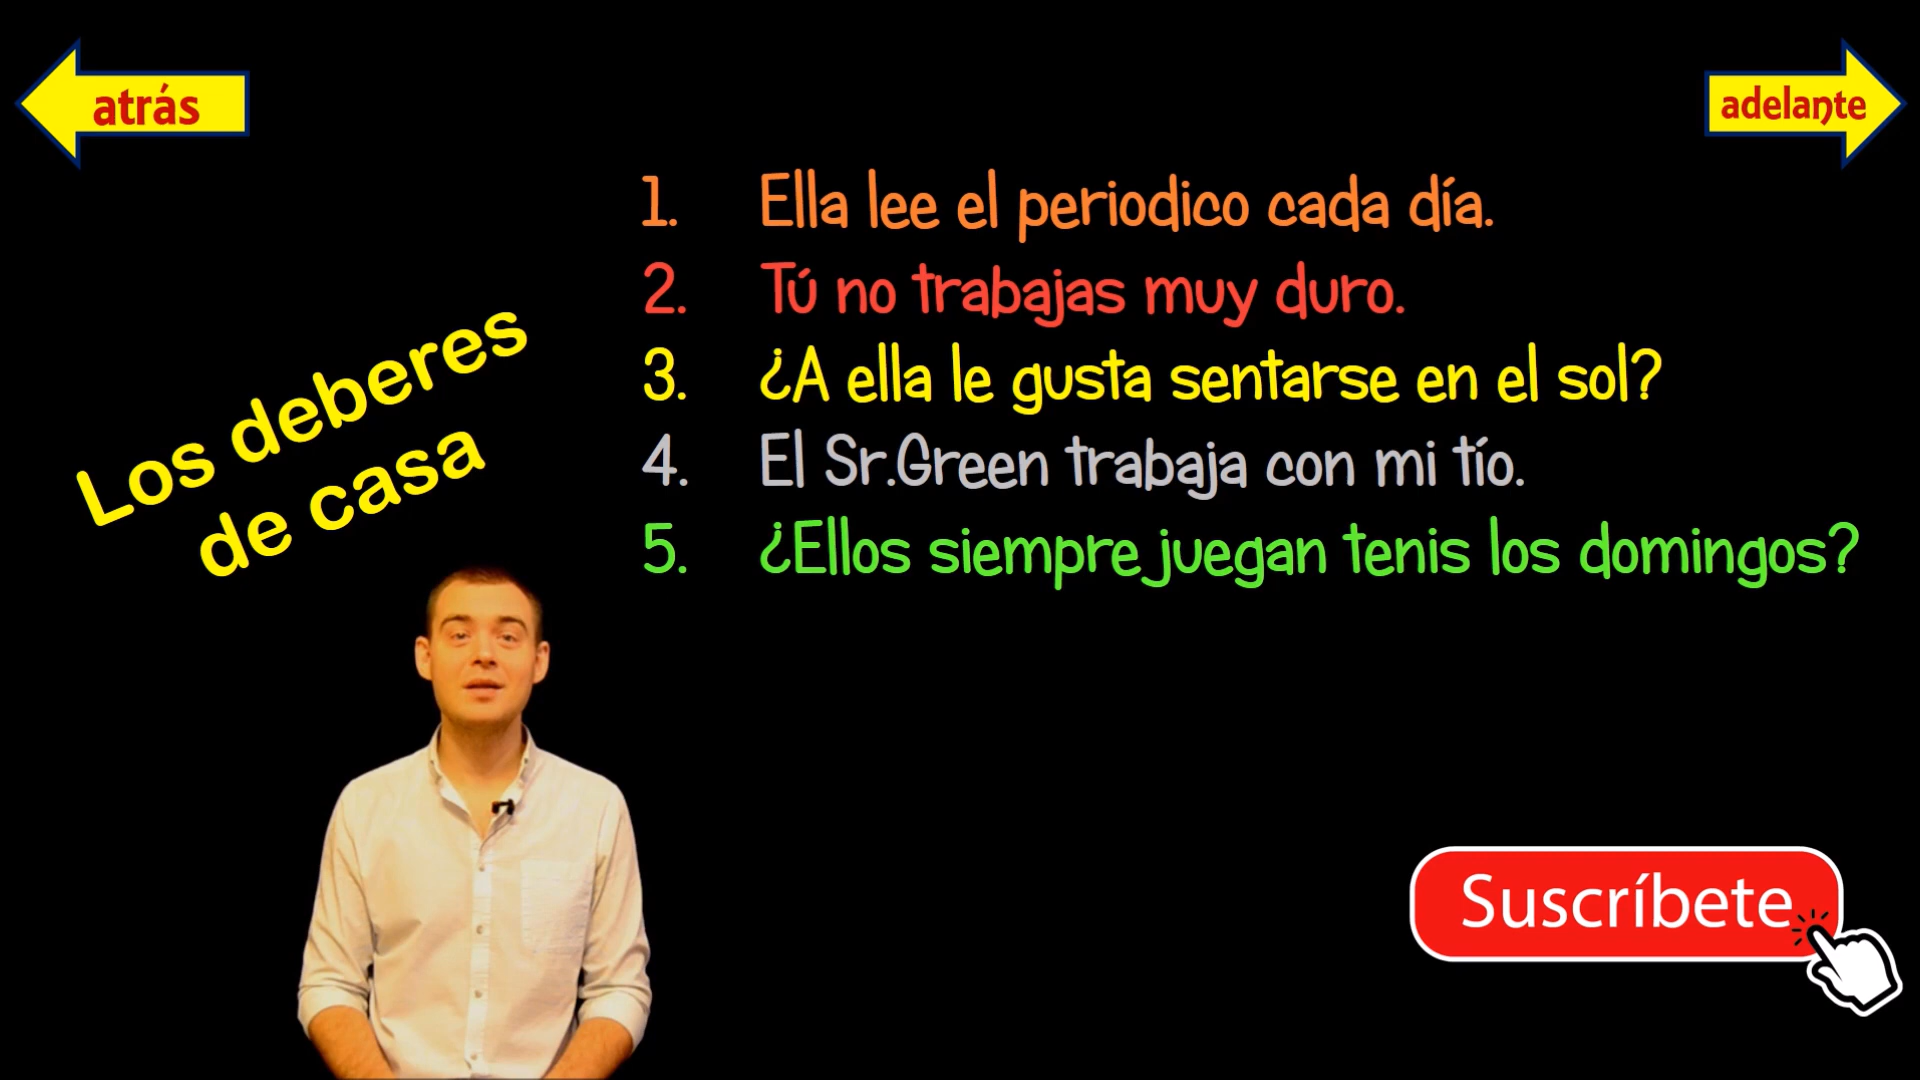 atrás
adelante
1. Ella lee el periodico cada día.
2. Tú no trabajas muy duro.
3. ¿A ella le gusta sentarse en el sol?
4. El Sr.Green trabaja con mi tío.
5. ¿Ellos siempre juegan tenis los domingos?
Los deberes
de casa
Suscríbete